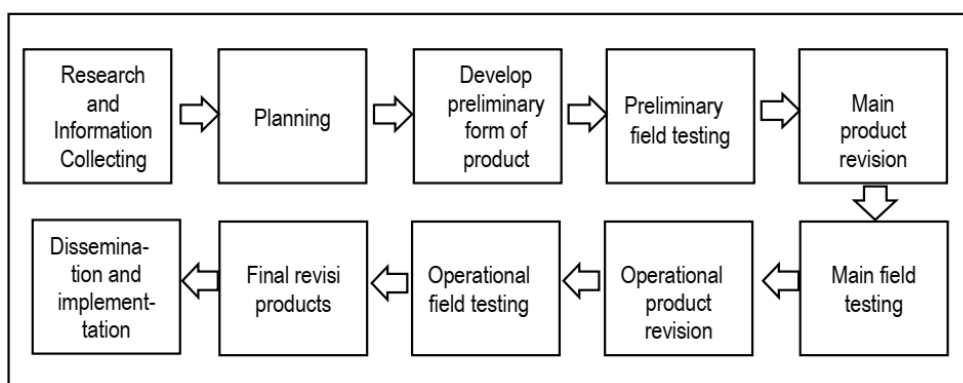 Research
and
Information
Collecting
Planning
Develop
preliminary
form of
product
Preliminary
field testing
Main
product
revision
Dissemina-
tation and
implement-
tation
Final revisi
products
Operational
field testing
Operational
product
revision
Main field
testing